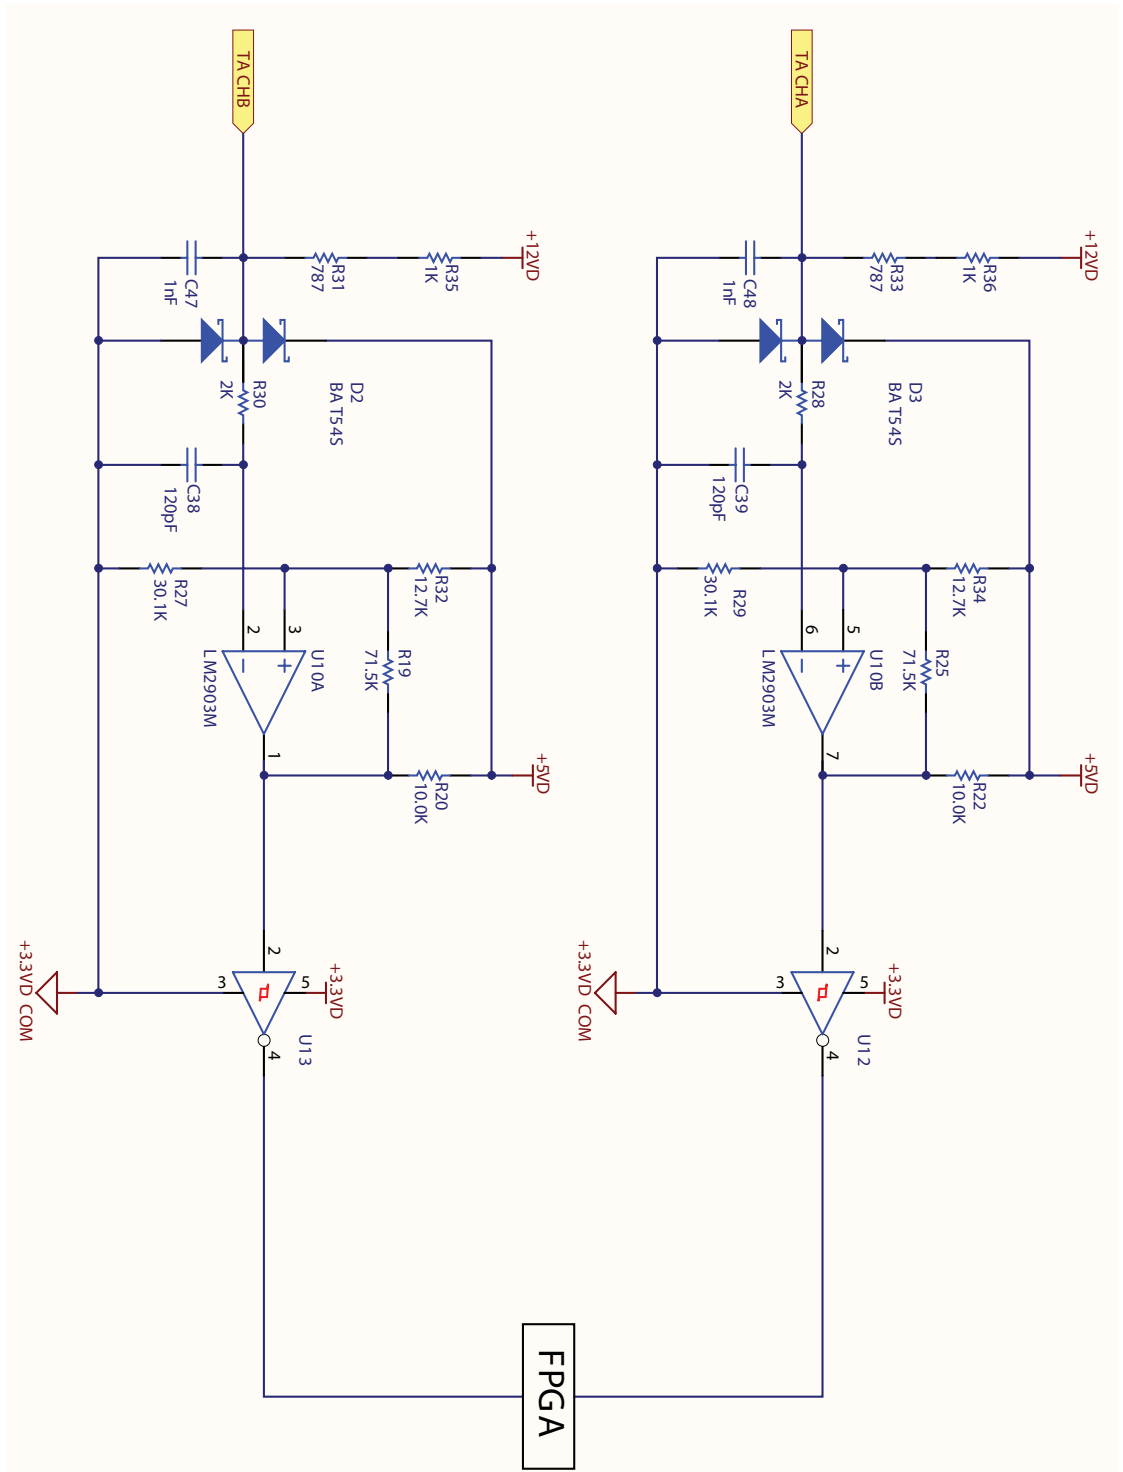 TA CHA
+12VD
R36
1K
R33
787
C48
1nF
D3
BA T54S
R28
2K
C39
120pF
R34
12.7K
R29
30.1K
5
6
U10B
LM2903M
R25
71.5K
7
+5VD
R22
10.0K
2
3
5
+3.3VD
+3.3VD COM
U12
4
TA CHB
+12VD
R35
1K
R31
787
C47
1nF
D2
BA T54S
R30
2K
C38
120pF
R32
12.7K
R27
30.1K
3
2
U10A
LM2903M
R19
71.5K
1
+5VD
R20
10.0K
2
3
5
+3.3VD
+3.3VD COM
U13
4
FPGA